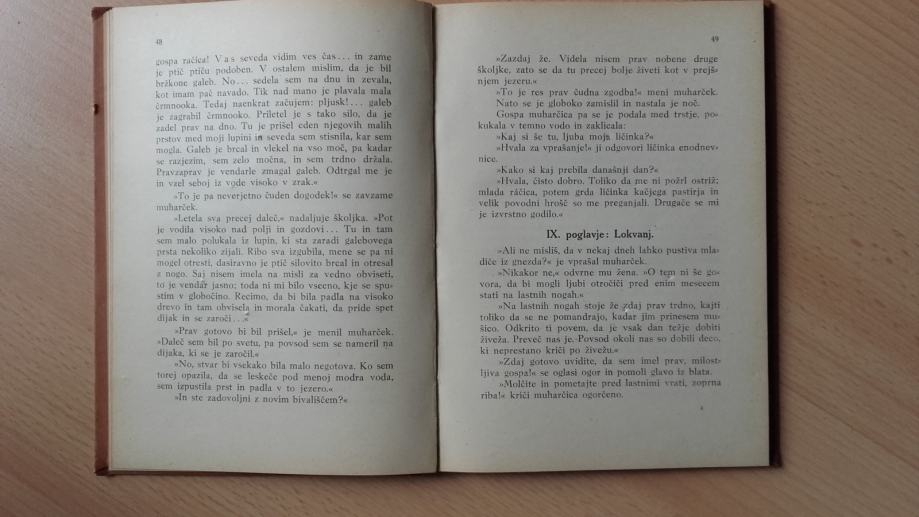 48
gospa račica! Vas seveda vidim ves čas... in zame
je ptič ptiču podoben. V ostalem mislim, da je bil
bržkone galeb. No... sedela sem na dnu in zevala,
kot imam pač navado. Tik nad mano je plavala mala
črmnooka. Tedaj naenkrat začujem: pljusk!... galeb
je zagrabil črmnooko. Priletel je s tako silo, da je
zadel prav na dno. Tu je prišel eden njegovih malih
prstov med moji lupini in seveda sem stisnila, kar sem
mogla. Galeb je brcal in vlekel na vso moč, pa kadar
se razjezim, sem zelo močna, in sem trdno držala.
Pravzaprav je vendarle zmagal galeb. Odtrgal me je
in vzel seboj iz vode visoko v zrak.«
»To je pa neverjetno čuden dogodek!« se zavzame
muharček.
»Letela sva precej daleč,« nadaljuje školjka. »Pot
je vodila visoko nad polji in gozdovi... Tu in tam
sem malo polukala iz lupin, ki sta zaradi galebovega
prsta nekoliko zijali. Ribo sva izgubila, mene se pa ni
mogel otresti, dasiravno je ptič silovito brcal in otresal
z nogo. Saj nisem imela na misli za vedno obviseti,
to je vendar jasno; toda ni mi bilo vseeno, kje se spu-
stim v globočino. Recimo, da bi bila padla na visoko
drevo in tam obvisela in morala čakati, da pride spet
dijak in se zaroči...«
»Prav gotovo bi bil prišel,« je menil muharček.
»Daleč sem bil po svetu, pa povsod sem se nameril na
dijaka, ki se je zaročil.«
»No, stvar bi vsekako bila malo negotova. Ko sem
torej opazila, da se leskeče pod menoj modra voda,
sem izpustila prst in padla v to jezero.«
»In ste zadovoljni z novim bivališčem?«
49
»Zazdaj že. Videla nisem prav nobene druge
školjke, zato se da tu precej bolje živeti kot v prejš-
njem jezeru.«
»To je res prav čudna zgodba!« meni muharček.
Nato se je globoko zamislil in nastala je noč.
Gospa muharčica pa se je podala med trstje, po-
kukala v temno vodo in zaklicala:
»Kaj si še tu, ljuba moja ličinka?«
»Hvala za vprašanje!« ji odgovori ličinka enodnev-
nice.
»Kako si kaj prebila današnji dan?«
»Hvala, čisto dobro. Toliko da me ni požrl ostriž;
mlada ráčica, potem grda ličinka kačjega pastirja in
velik povodni hrošč so me preganjali. Drugače se mi
je izvrstno godilo.«
IX. poglavje: Lokvanj.
»Ali ne misliš, da v nekaj dneh lahko pustiva mla-
diče iz gnezda?« je vprašal muharček.
»Nikakor ne,« odvrne mu žena. »O tem ni še go-
vora, da bi mogli ljubi otročiči pred enim mesecem
stati na lastnih nogah.«
»Na lastnih nogah stoje že zdaj prav trdno, kajti
toliko da se ne pomandrajo, kadar jim prinesem mu-
šico. Odkrito ti povem, da je vsak dan težje dobiti
živeža. Preveč nas je. Povsod okoli nas so dobili deco,
ki neprestano kriči po živežu.«
»Zdaj gotovo uvidite, da sem imel prav, milost-
ljiva gospa!« se oglasi ogor in pomoli glavo iz blata.
»Molčite in pometajte pred lastnimi vrati, zoprna
riba!« kriči muharčica ogorčeno.